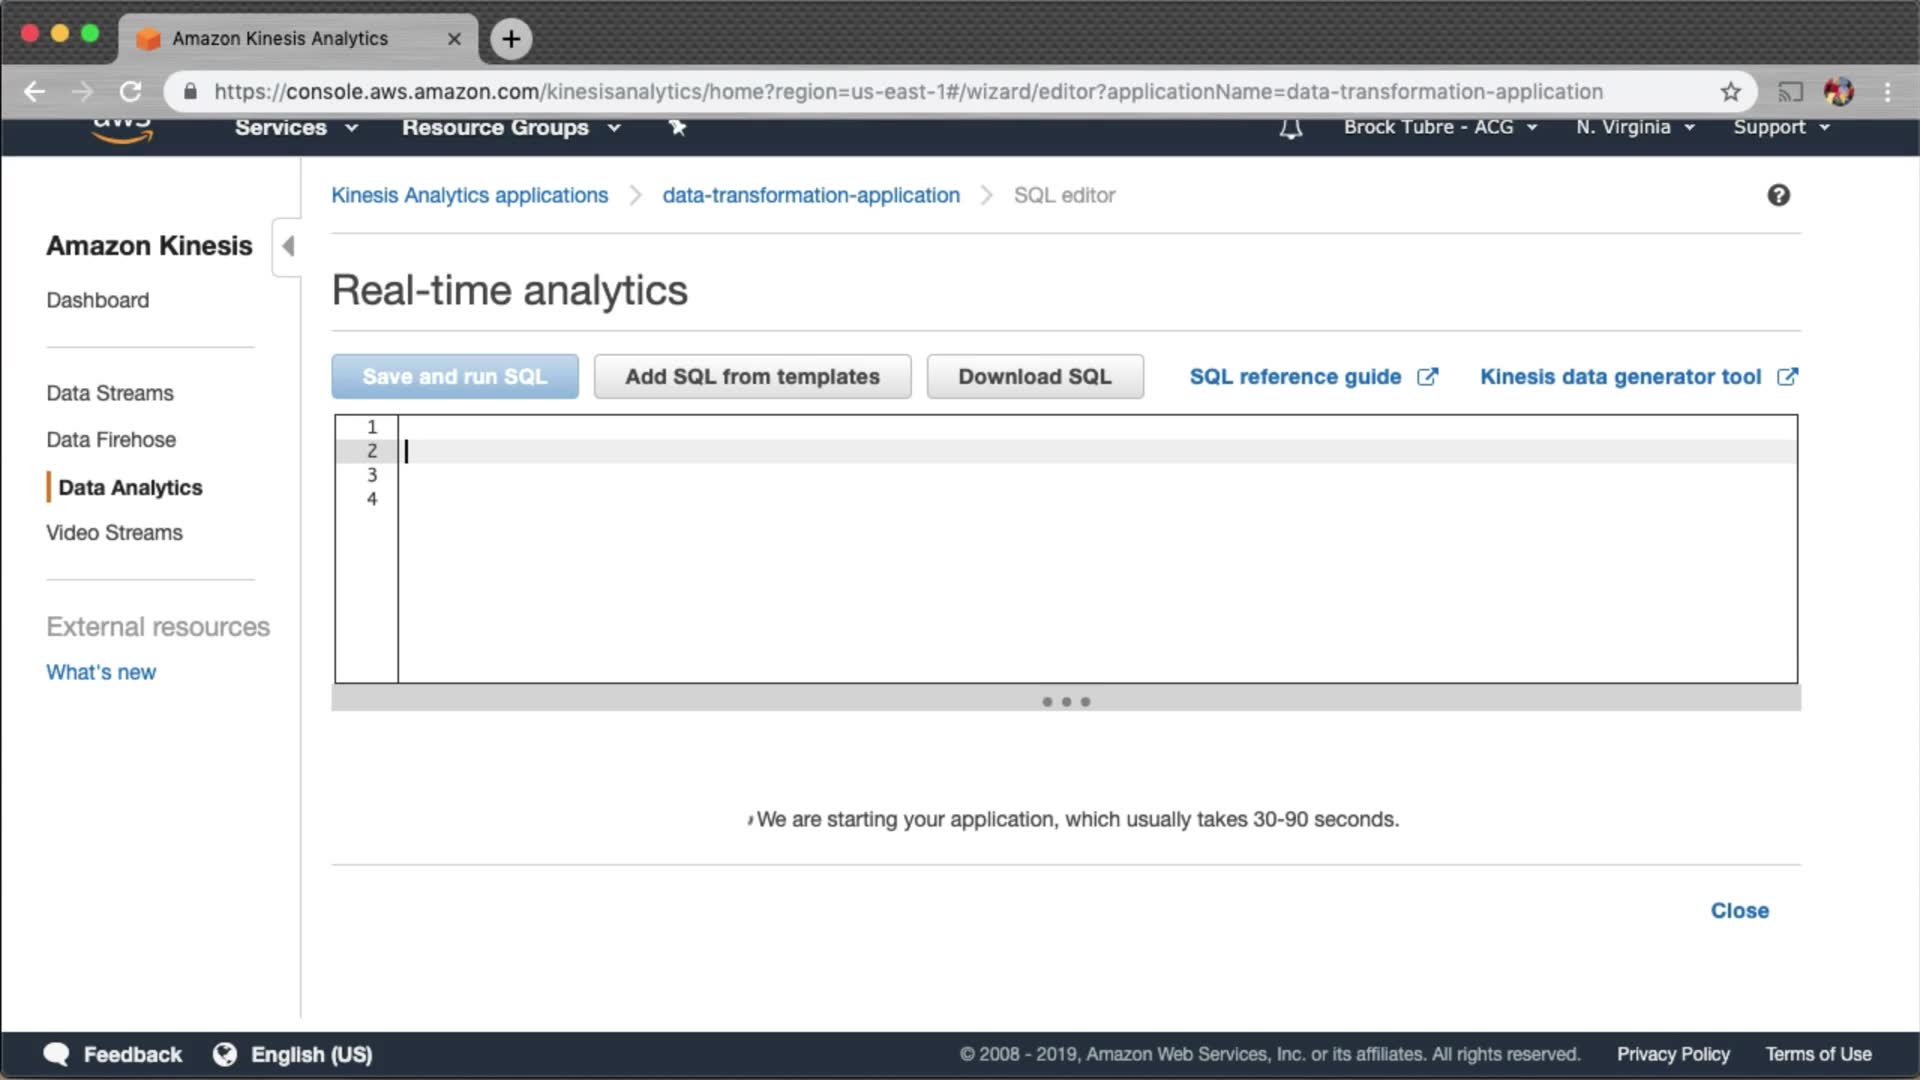 Amazon Kinesis Analytics
https://console.aws.amazon.com/kinesisanalytics/home?region=us-east-1#/wizard/editor?applicationName=data-transformation-application
aws Services Resource Groups Brock Tubre - ACG N. Virginia Support
Kinesis Analytics applications data-transformation-application SQL editor
Amazon Kinesis
Dashboard
Data Streams
Data Firehose
Data Analytics
Video Streams
External resources
What's new
Real-time analytics
Save and run SQL Add SQL from templates Download SQL SQL reference guide Kinesis data generator tool
1
2
3
4
We are starting your application, which usually takes 30-90 seconds.
Close
Feedback English (US) © 2008 - 2019, Amazon Web Services, Inc. or its affiliates. All rights reserved. Privacy Policy Terms of Use